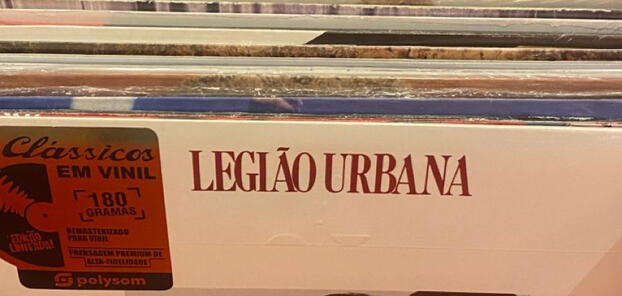 Clássicos
EM VINIL
180
GRAMAS
REMASTERIZADO
PARA VINIL
EDIÇÃO
LIMITADA!
PRENSAGEM PREMIUM DE
ALTA-FIDELIDADE
polysom
LEGIÃO URBANA